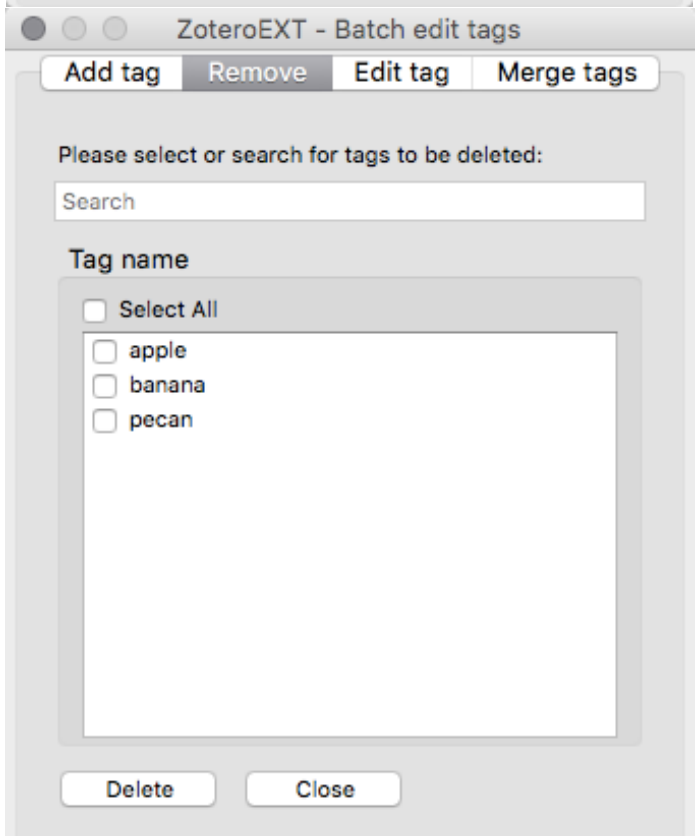 ZoteroEXT - Batch edit tags
Add tag Remove Edit tag Merge tags
Please select or search for tags to be deleted:
Search
Tag name
Select All
apple
banana
pecan
Delete Close